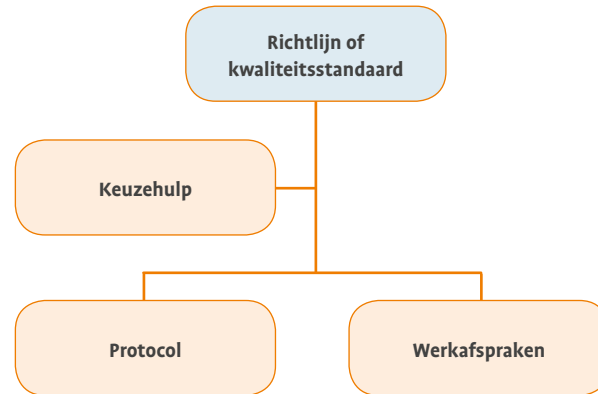 Richtlijn of
kwaliteitsstandaard
Keuzehulp
Protocol
Werkafspraken